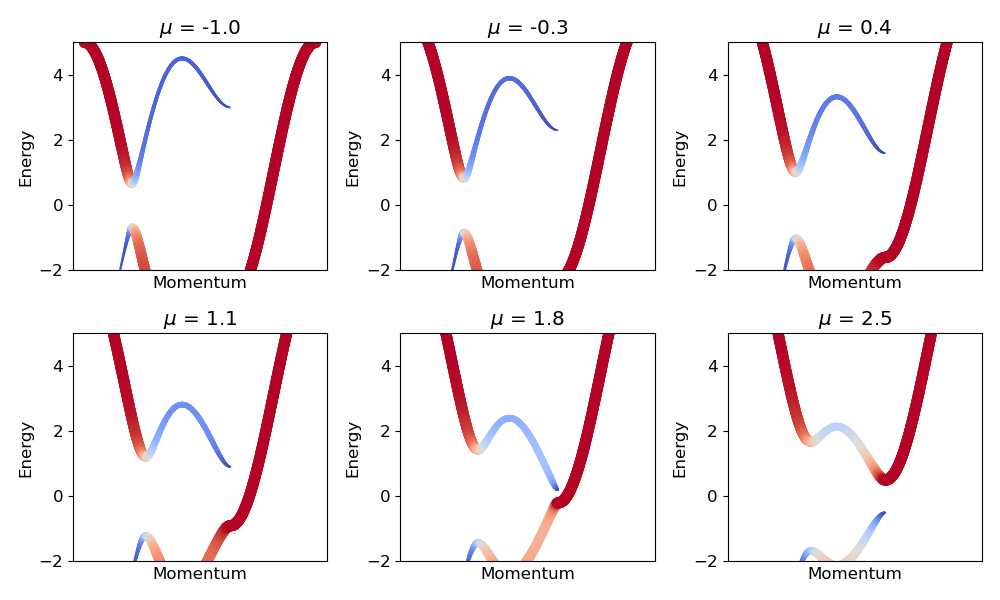 μ = -1.0
μ = -0.3
μ = 0.4
Energy
4
2
0
−2
Momentum
Energy
4
2
0
−2
Momentum
Energy
4
2
0
−2
Momentum
μ = 1.1
μ = 1.8
μ = 2.5
Energy
4
2
0
−2
Momentum
Energy
4
2
0
−2
Momentum
Energy
4
2
0
−2
Momentum